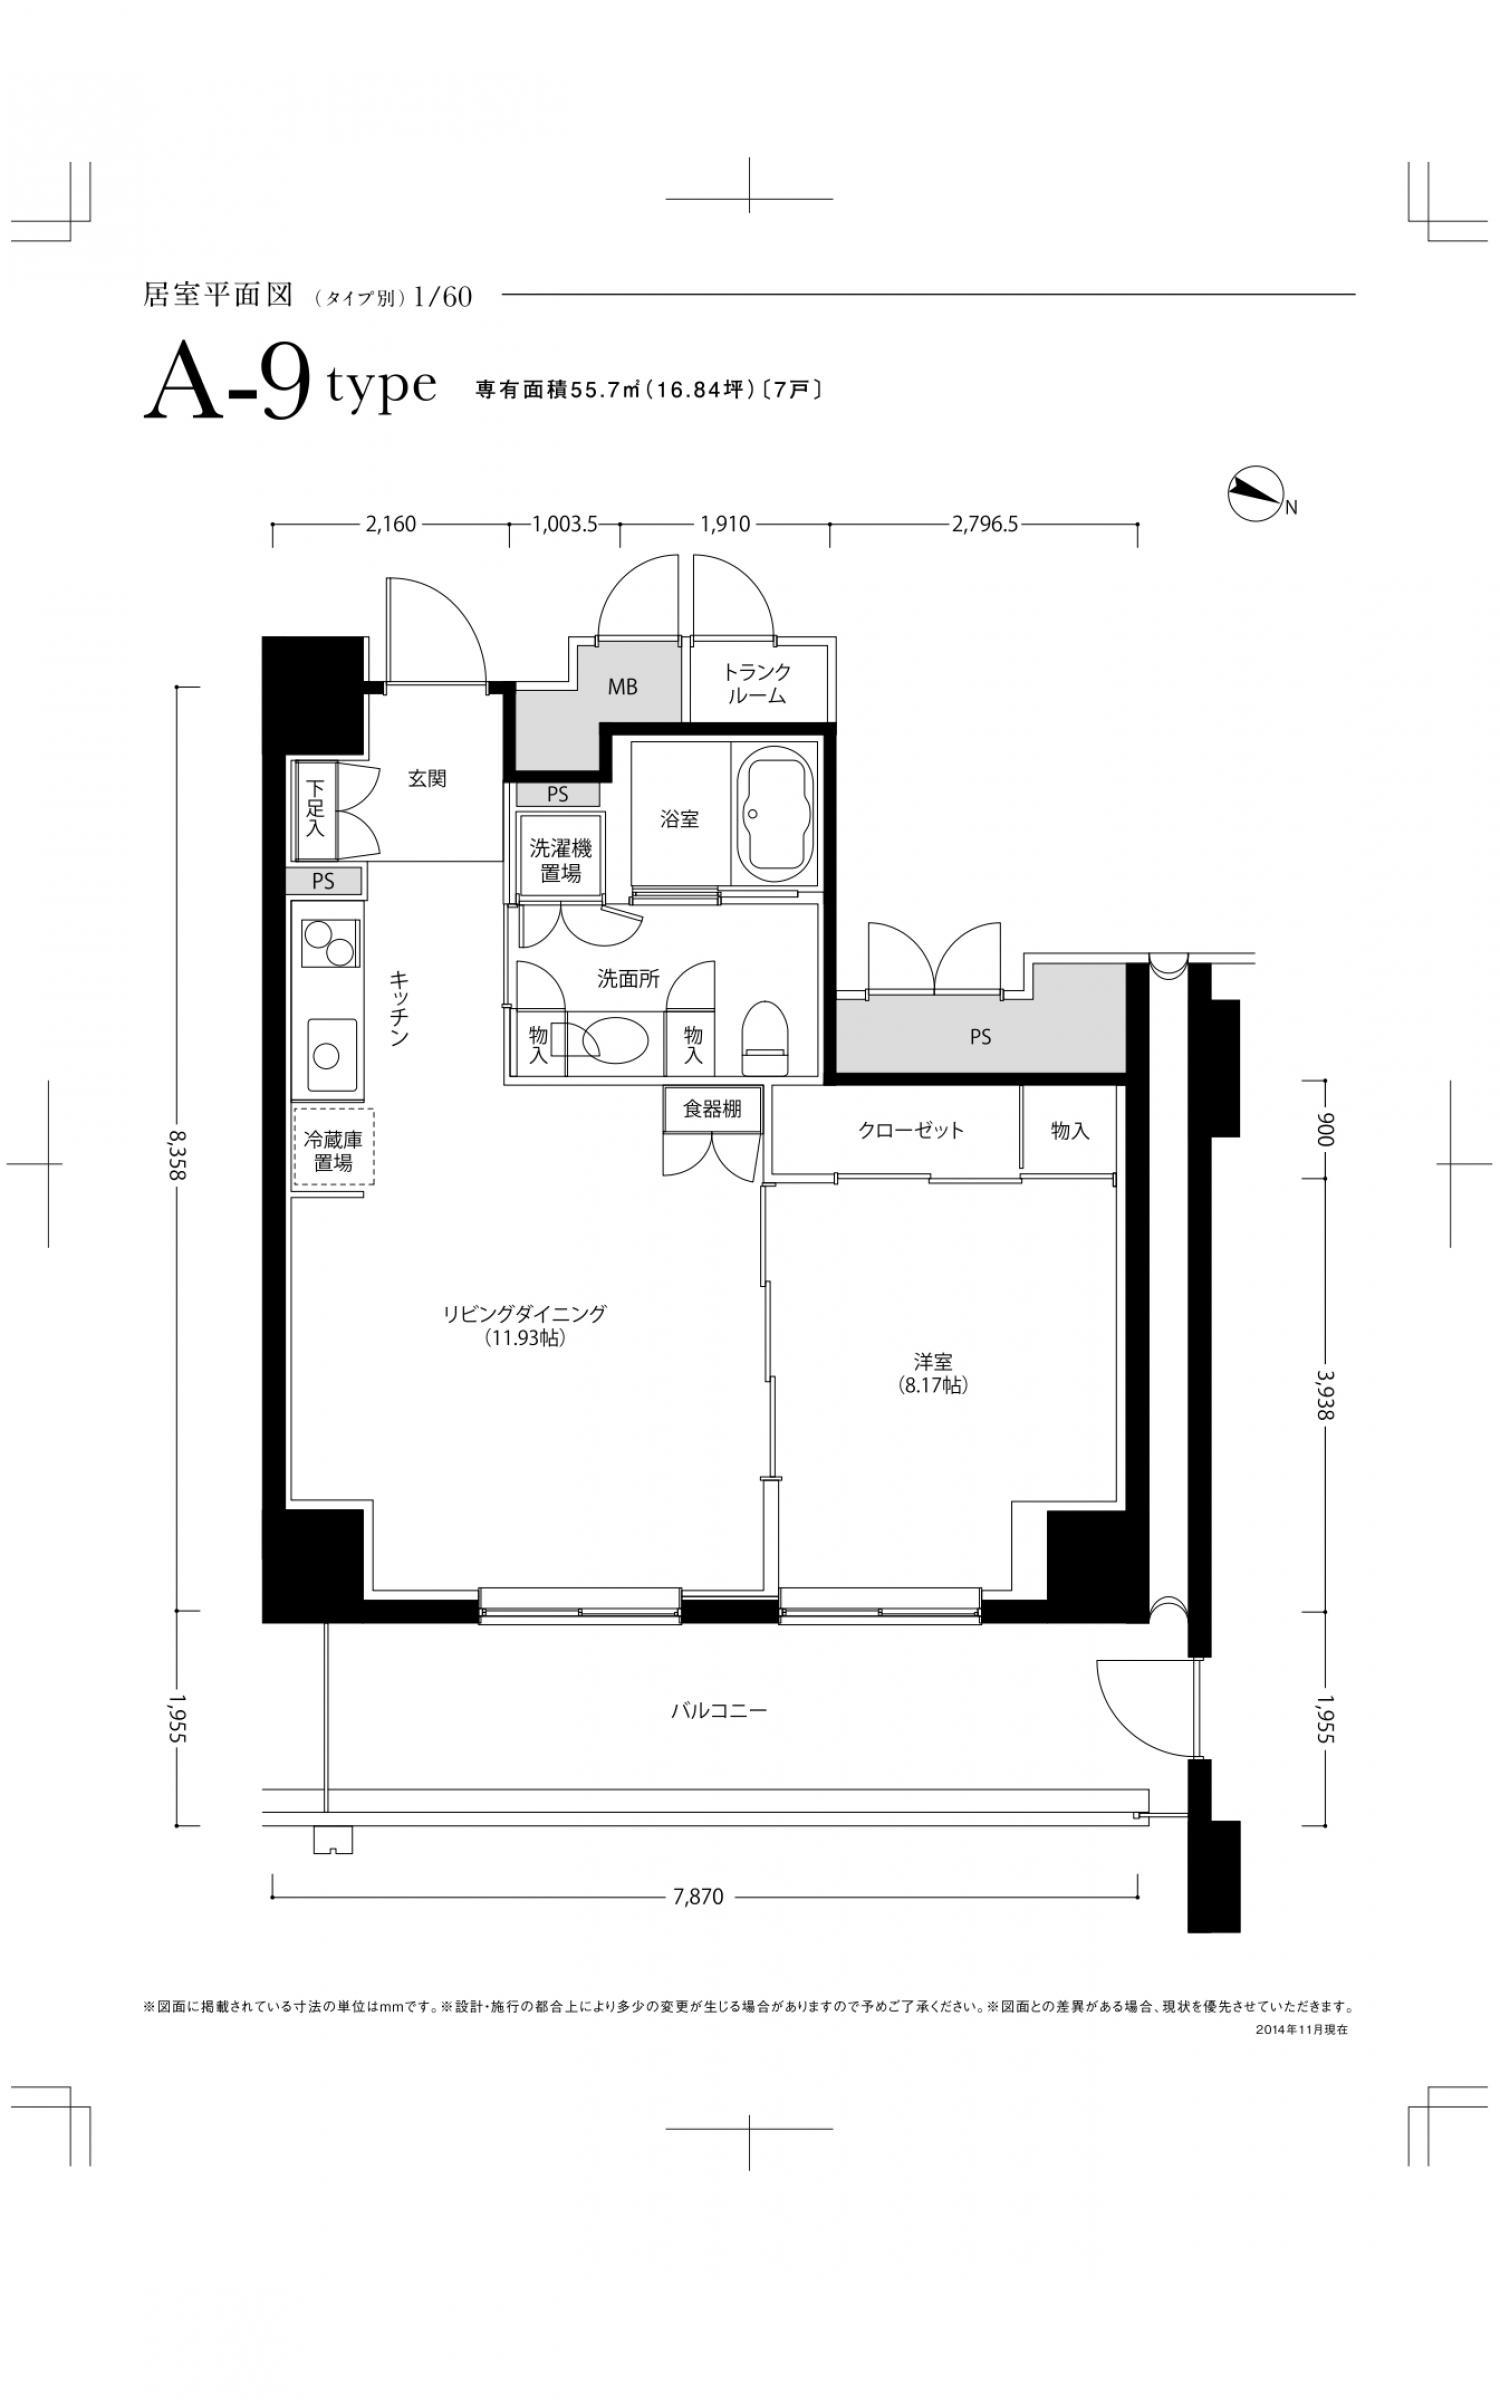 居室平面図 （タイプ別）1/60
A-9 type 専有面積55.7㎡（16.84坪）〔7戸〕
N
2,160 1,003.5 1,910 2,796.5
MB
トランク
ルーム
玄関
下足入
PS
PS
洗濯機
置場
浴室
キッチン
洗面所
物入
物入
PS
冷蔵庫
置場
食器棚
クローゼット
物入
900
8,358
リビングダイニング
（11.93帖）
洋室
（8.17帖）
3,938
バルコニー
1,955
1,955
7,870
※図面に掲載されている寸法の単位はmmです。※設計・施行の都合上により多少の変更が生じる場合がありますので予めご了承ください。※図面との差異がある場合、現状を優先させていただきます。
2014年11月現在